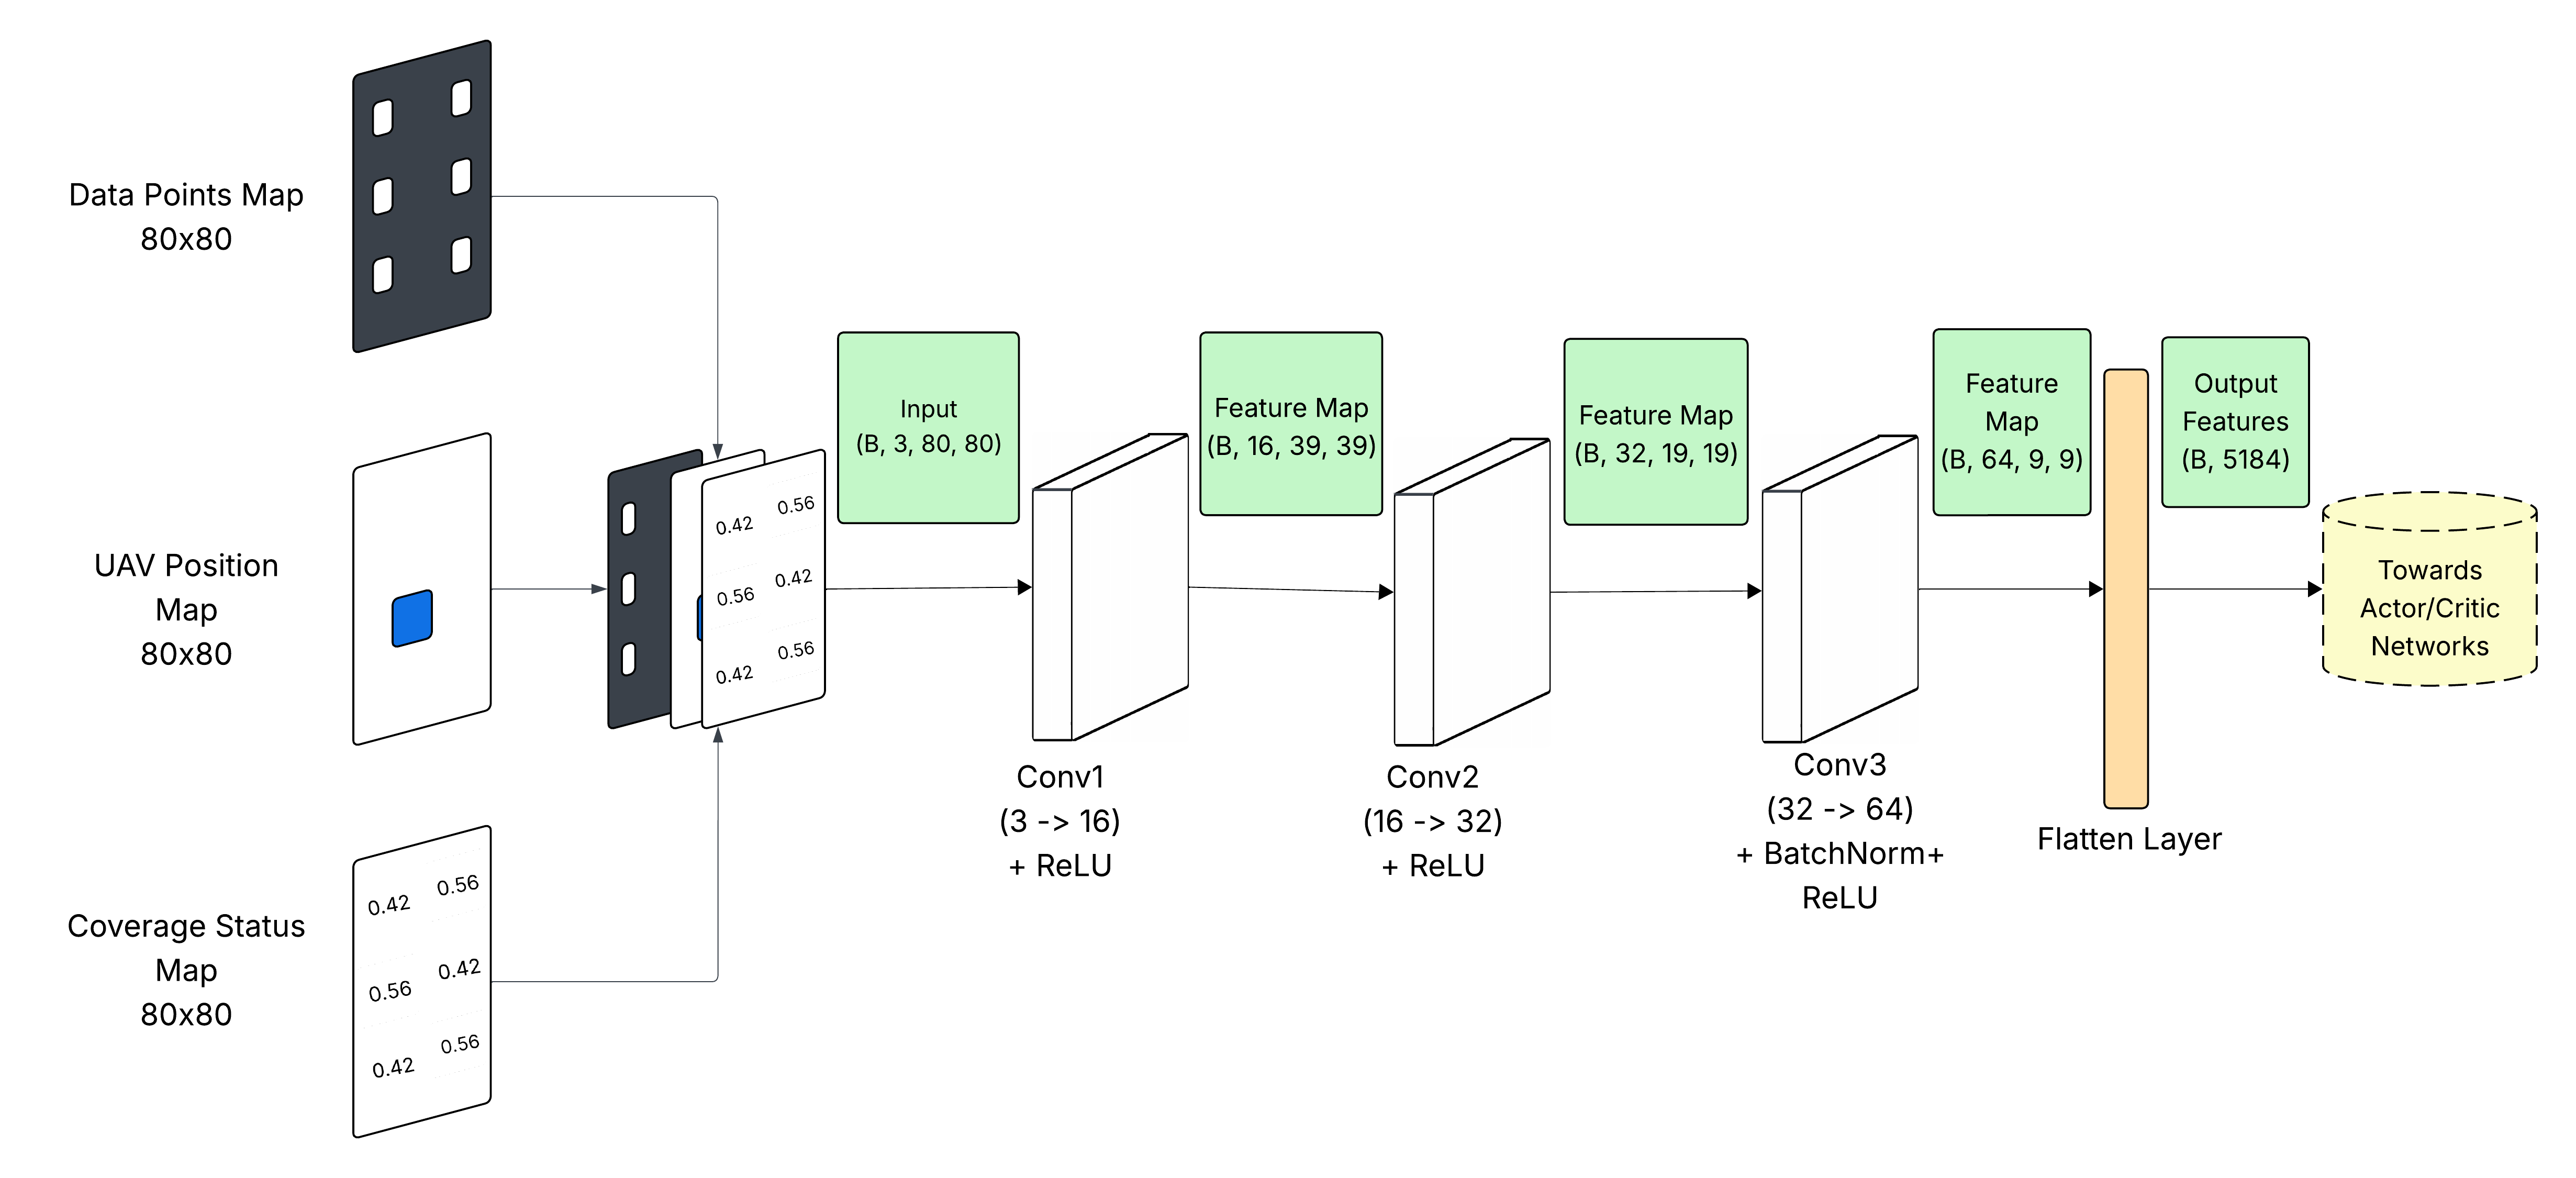 Data Points Map
80x80
UAV Position
Map
80x80
Coverage Status
Map
80x80
0.42
0.56
0.56
0.42
0.42
0.56
0.42
0.56
0.56
0.42
0.42
0.56
Input
(B, 3, 80, 80)
Conv1
(3 -> 16)
+ ReLU
Feature Map
(B, 16, 39, 39)
Conv2
(16 -> 32)
+ ReLU
Feature Map
(B, 32, 19, 19)
Conv3
(32 -> 64)
+ BatchNorm+
ReLU
Feature
Map
(B, 64, 9, 9)
Flatten Layer
Output
Features
(B, 5184)
Towards
Actor/Critic
Networks